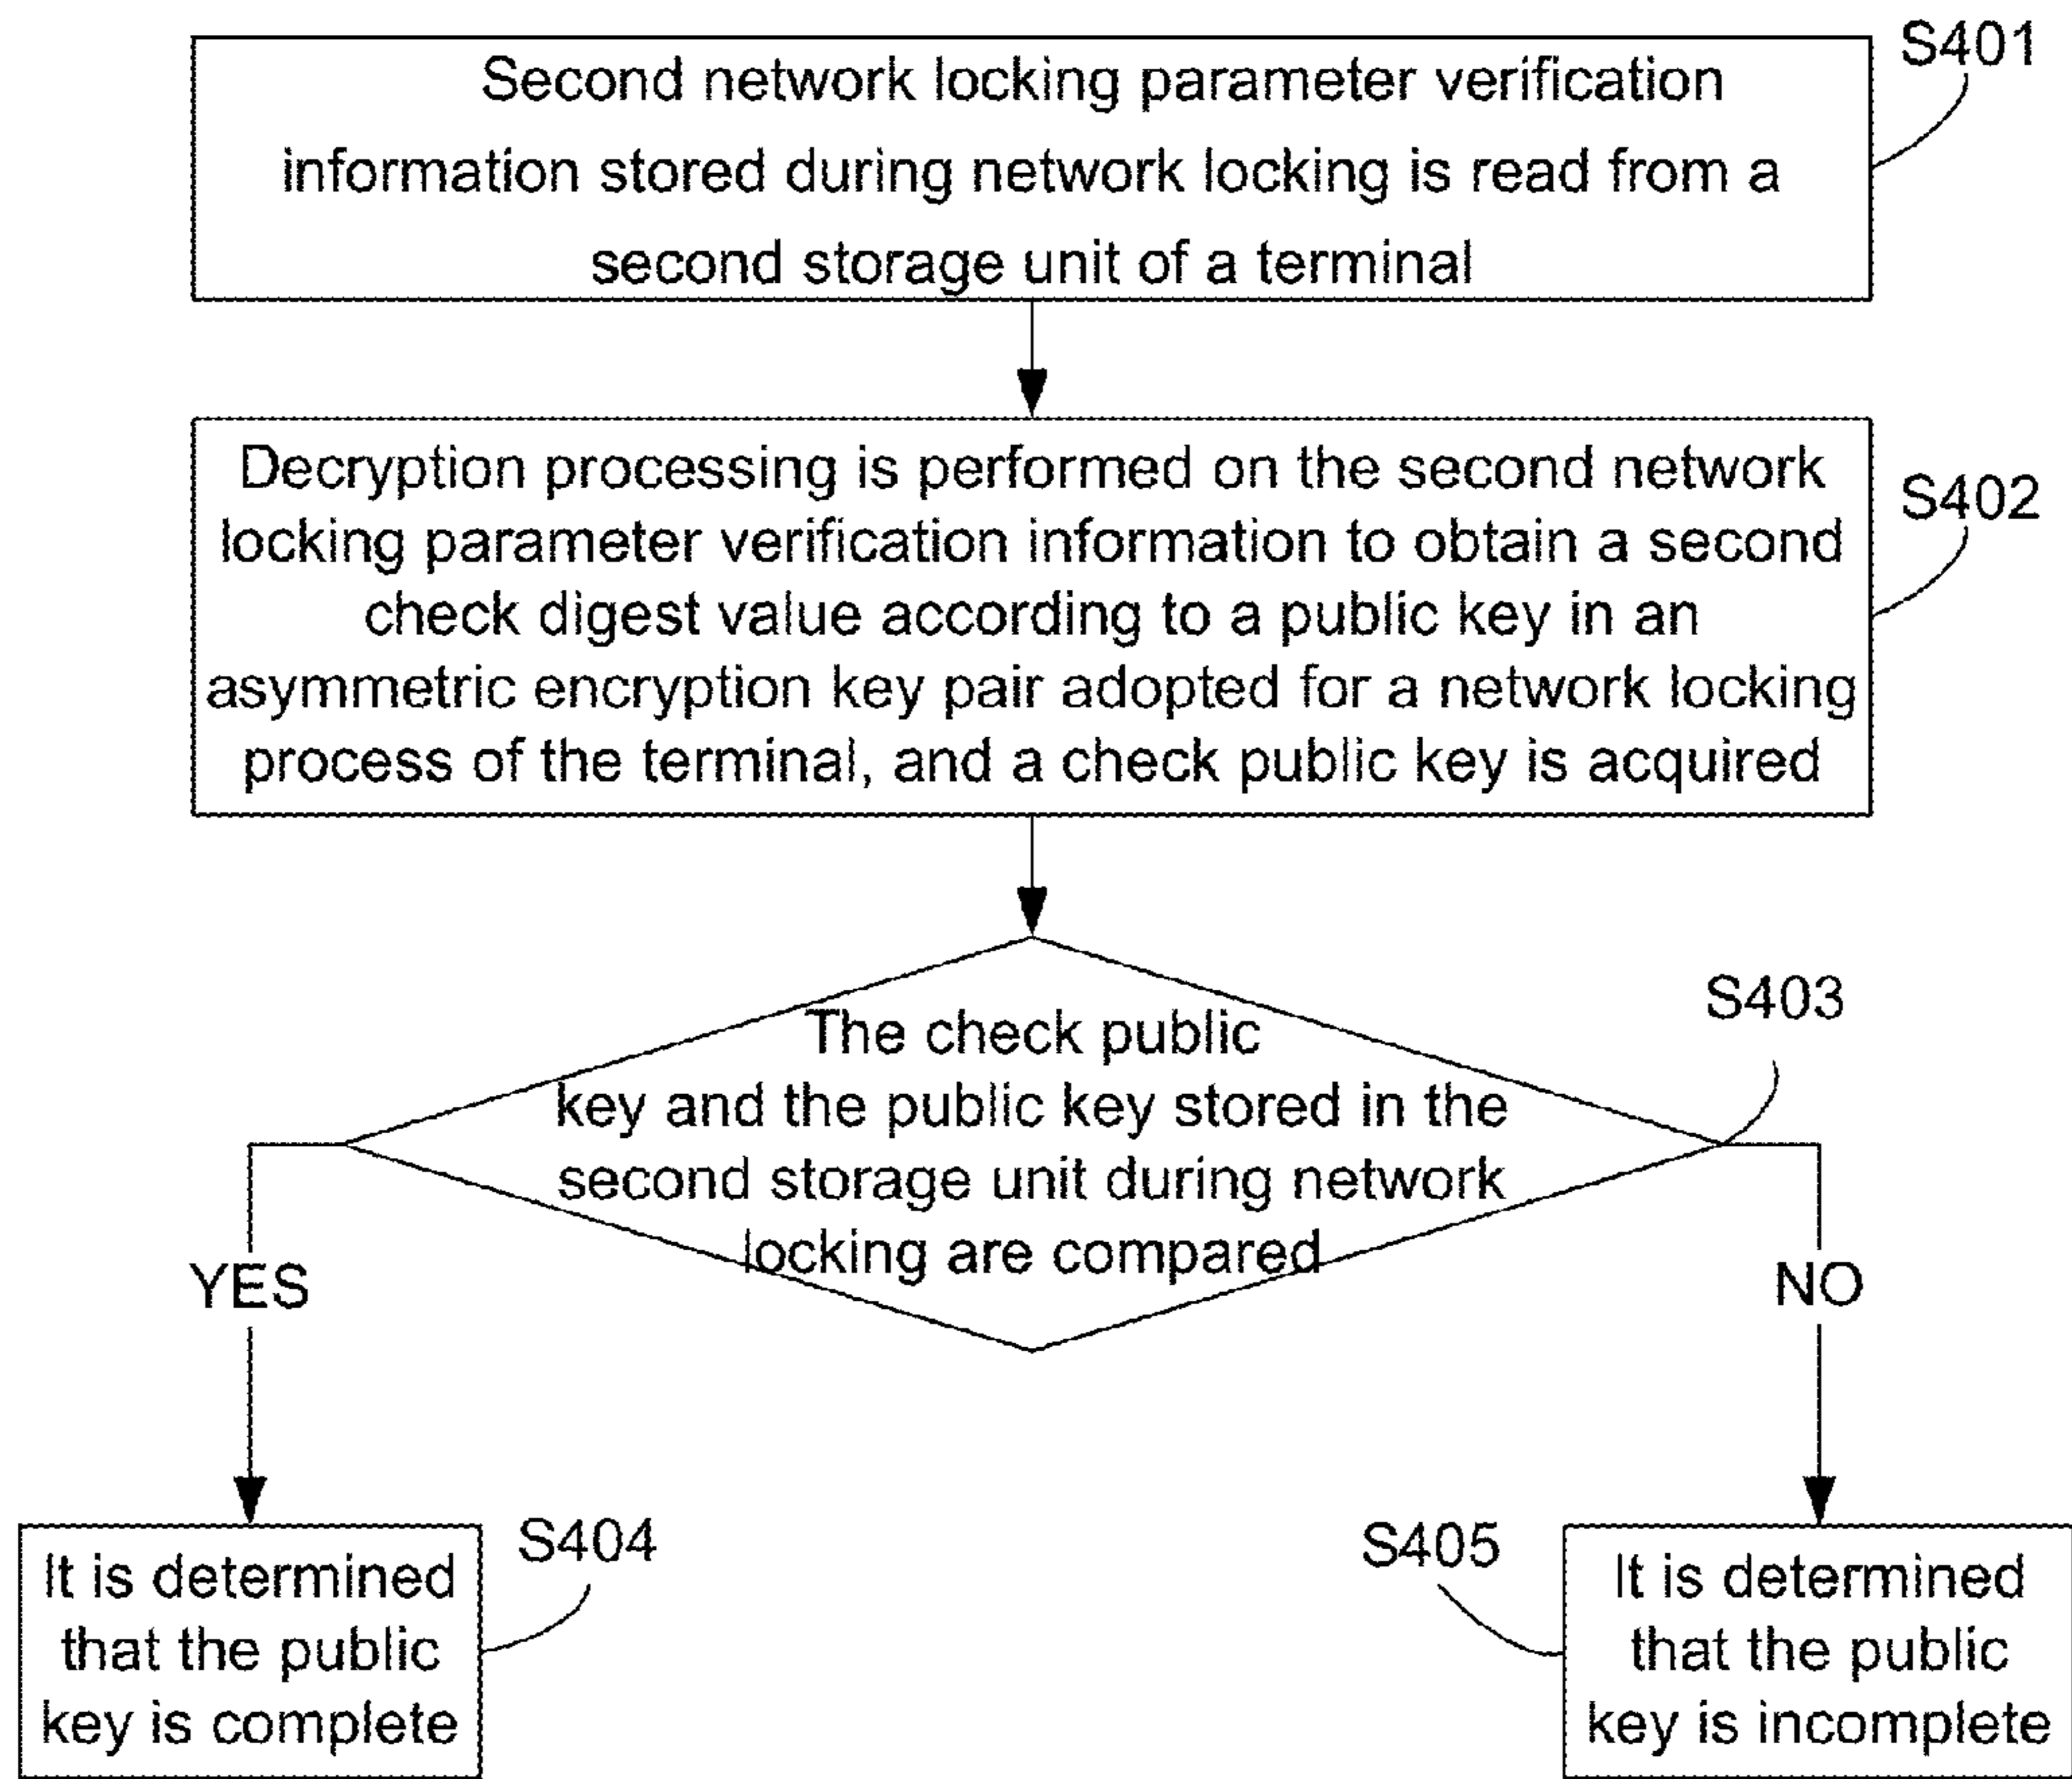 S401
Second network locking parameter verification
information stored during network locking is read from a
second storage unit of a terminal
Decryption processing is performed on the second network
S402
locking parameter verification information to obtain a second
check digest value according to a public key in an
asymmetric encryption key pair adopted for a network locking
process of the terminal, and a check public key is acquired
S403
The check public
key and the public key stored in the
second storage unit during network
locking are compared
YES
NO
S404
It is determined
that the public
key is complete
S405
It is determined
that the public
key is incomplete